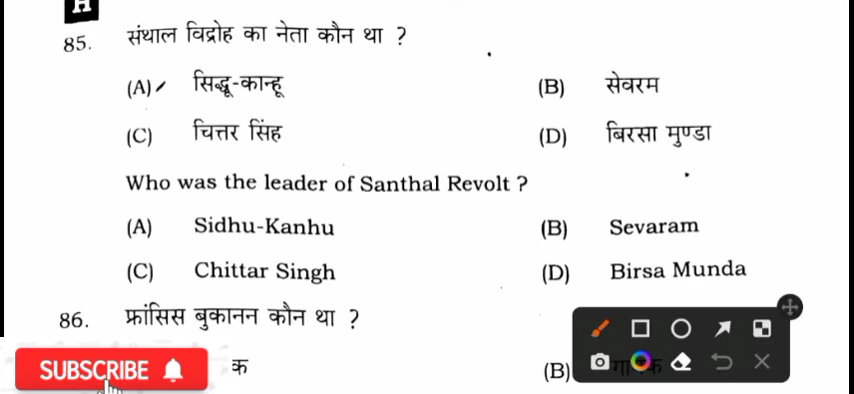 H
85. संथाल विद्रोह का नेता कौन था ?
(A) सिद्धू-कान्हू (B) सेवरम
(C) चित्तर सिंह (D) बिरसा मुण्डा
Who was the leader of Santhal Revolt ?
(A) Sidhu-Kanhu (B) Sevaram
(C) Chittar Singh (D) Birsa Munda
86. फ्रांसिस बुकानन कौन था ?
SUBSCRIBE क (B)